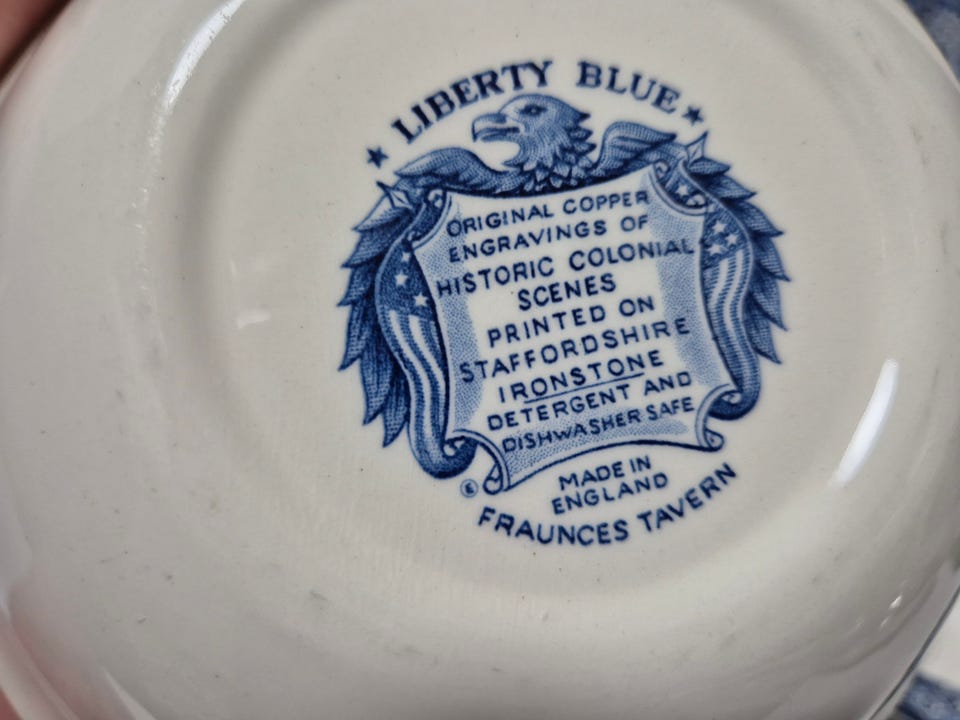 LIBERTY BLUE
ORIGINAL COPPER
ENGRAVINGS OF
HISTORIC COLONIAL
SCENES
PRINTED ON
STAFFORDSHIRE
IRONSTONE
DETERGENT AND
DISHWASHER SAFE
MADE IN
ENGLAND
FRAUNCES TAVERN